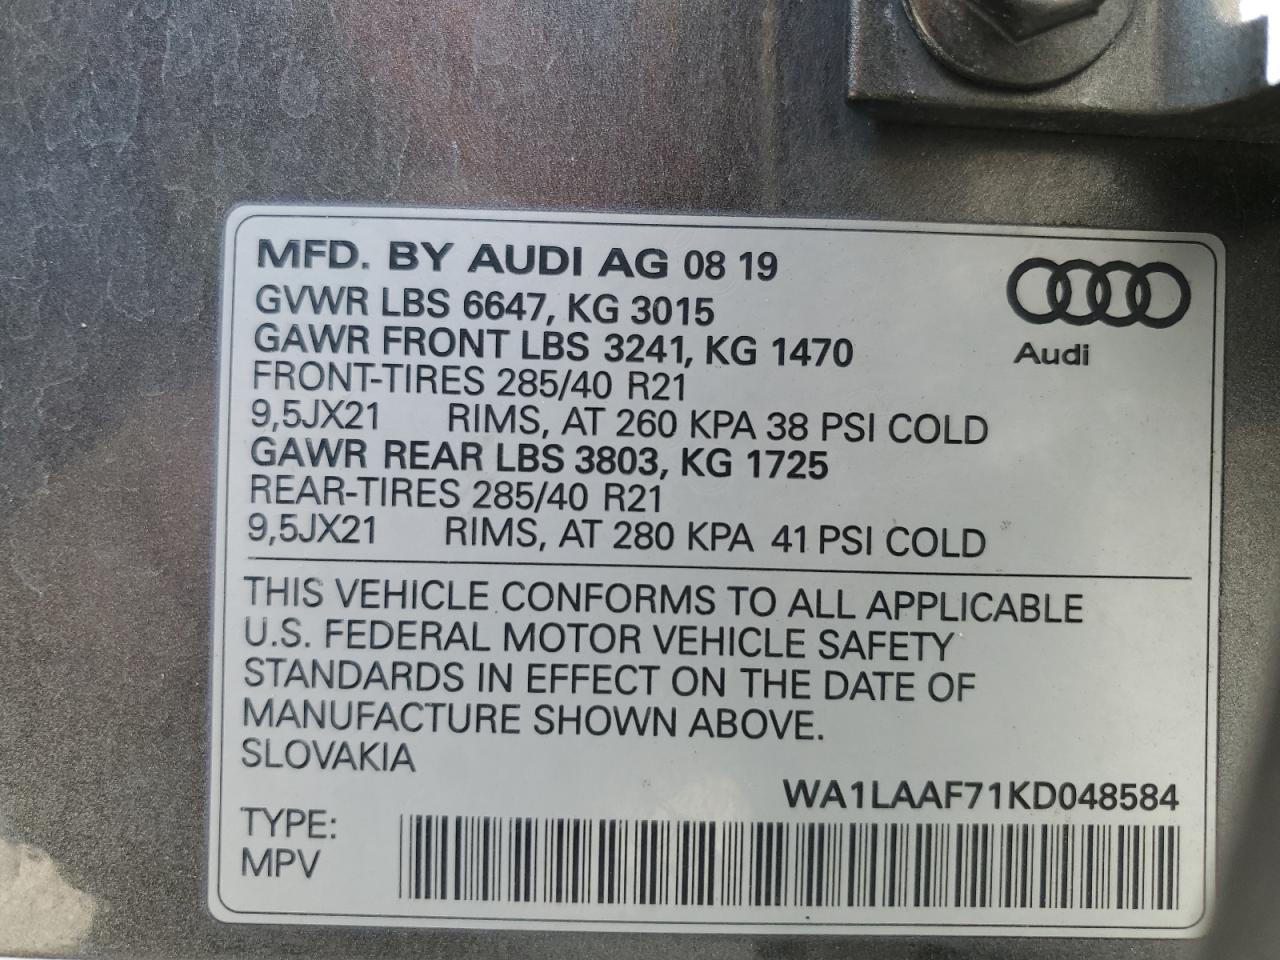 MFD. BY AUDI AG 08 19
GVWR LBS 6647, KG 3015
GAWR FRONT LBS 3241, KG 1470
FRONT-TIRES 285/40 R21
9,5JX21 RIMS, AT 260 KPA 38 PSI COLD
GAWR REAR LBS 3803, KG 1725
REAR-TIRES 285/40 R21
9,5JX21 RIMS, AT 280 KPA 41 PSI COLD
Audi
THIS VEHICLE CONFORMS TO ALL APPLICABLE
U.S. FEDERAL MOTOR VEHICLE SAFETY
STANDARDS IN EFFECT ON THE DATE OF
MANUFACTURE SHOWN ABOVE.
SLOVAKIA
WA1LAAF71KD048584
TYPE:
MPV